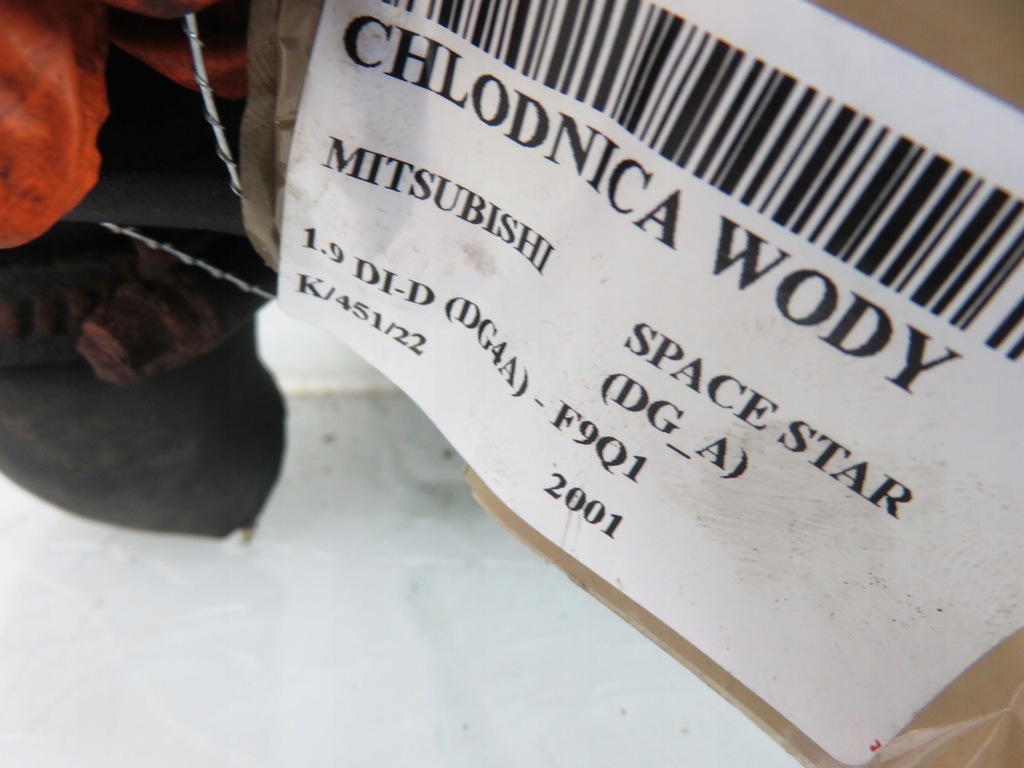 CHLODNICA WODY
MITSUBISHI
SPACE STAR
(DG_A)
1.9 DI-D (DG4A) - F9Q1
K/451/22
2001